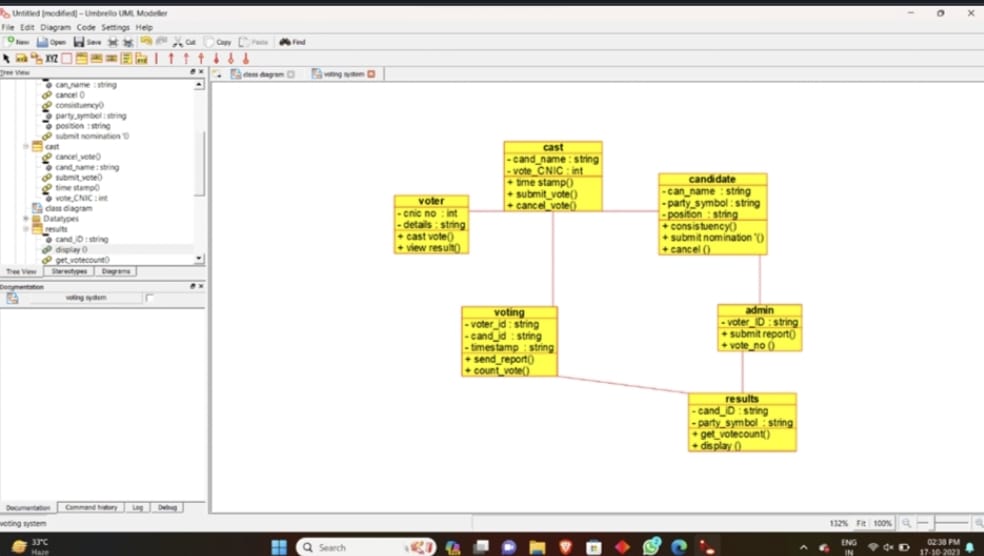 Untitled [modified] – Umbrello UML Modeller
File Edit Diagram Code Settings Help
New Open Save Cut Copy Paste Find
XYZ
Tree View
class diagram voting system
can_name : string
cancel ()
consistuency()
party_symbol : string
position : string
submit nomination '()
cast
cancel_vote()
cand_name : string
submit_vote()
time stamp()
vote_CNIC : int
class diagram
Datatypes
results
cand_iD : string
display ()
get_votecount()
Tree View Stereotypes Diagrams
Documentation
voting system
cast
- cand_name : string
- vote_CNIC : int
+ time stamp()
+ submit_vote()
+ cancel_vote()
candidate
- can_name : string
- party_symbol : string
- position : string
+ consistuency()
+ submit nomination '()
+ cancel ()
voter
- cnic no : int
- details : string
+ cast vote()
+ view result()
voting
- voter_id : string
- cand_id : string
- timestamp : string
+ send_report()
+ count_vote()
admin
- voter_ID : string
+ submit report()
+ vote_no ()
results
- cand_iD : string
- party_symbol : string
+ get_votecount()
+ display ()
Documentation Command history Log Debug
voting system
132% Fit 100%
33°C
Haze
Search
ENG
IN
02:38 PM
17-10-2023